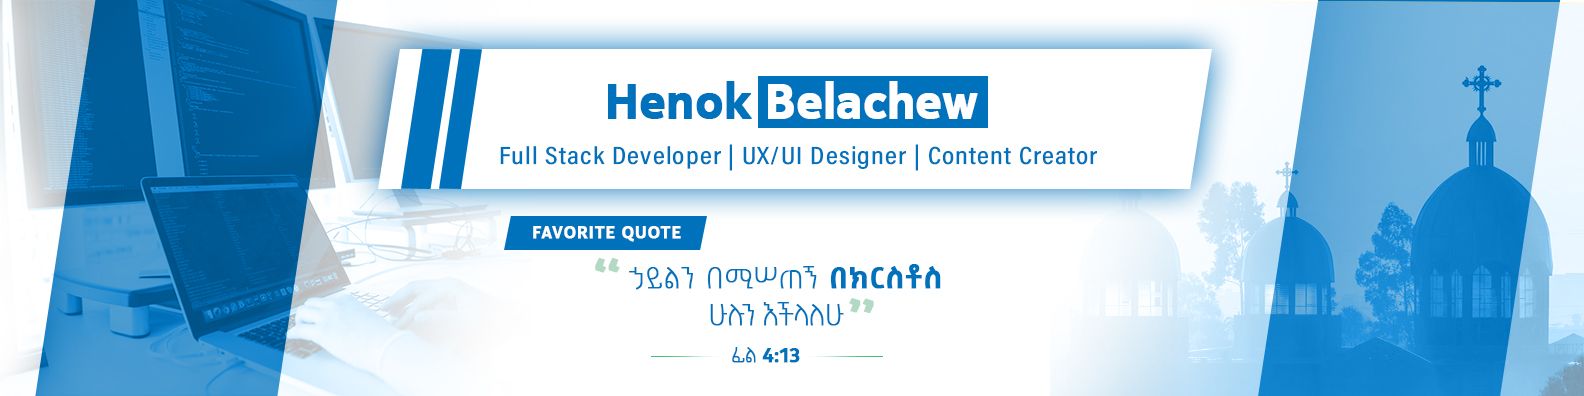 Henok Belachew
Full Stack Developer | UX/UI Designer | Content Creator
FAVORITE QUOTE
“ ኃይልን በሚሠጠኝ በክርስቶስ
ሁሉን እችላለሁ ”
ፊል 4:13